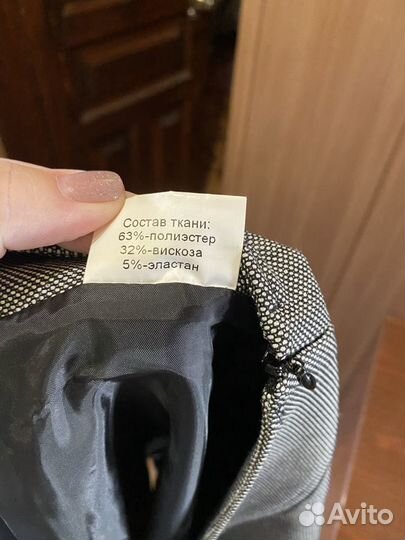 Состав ткани:
63%-полиэстер
32%-вискоза
5%-эластан
Avito